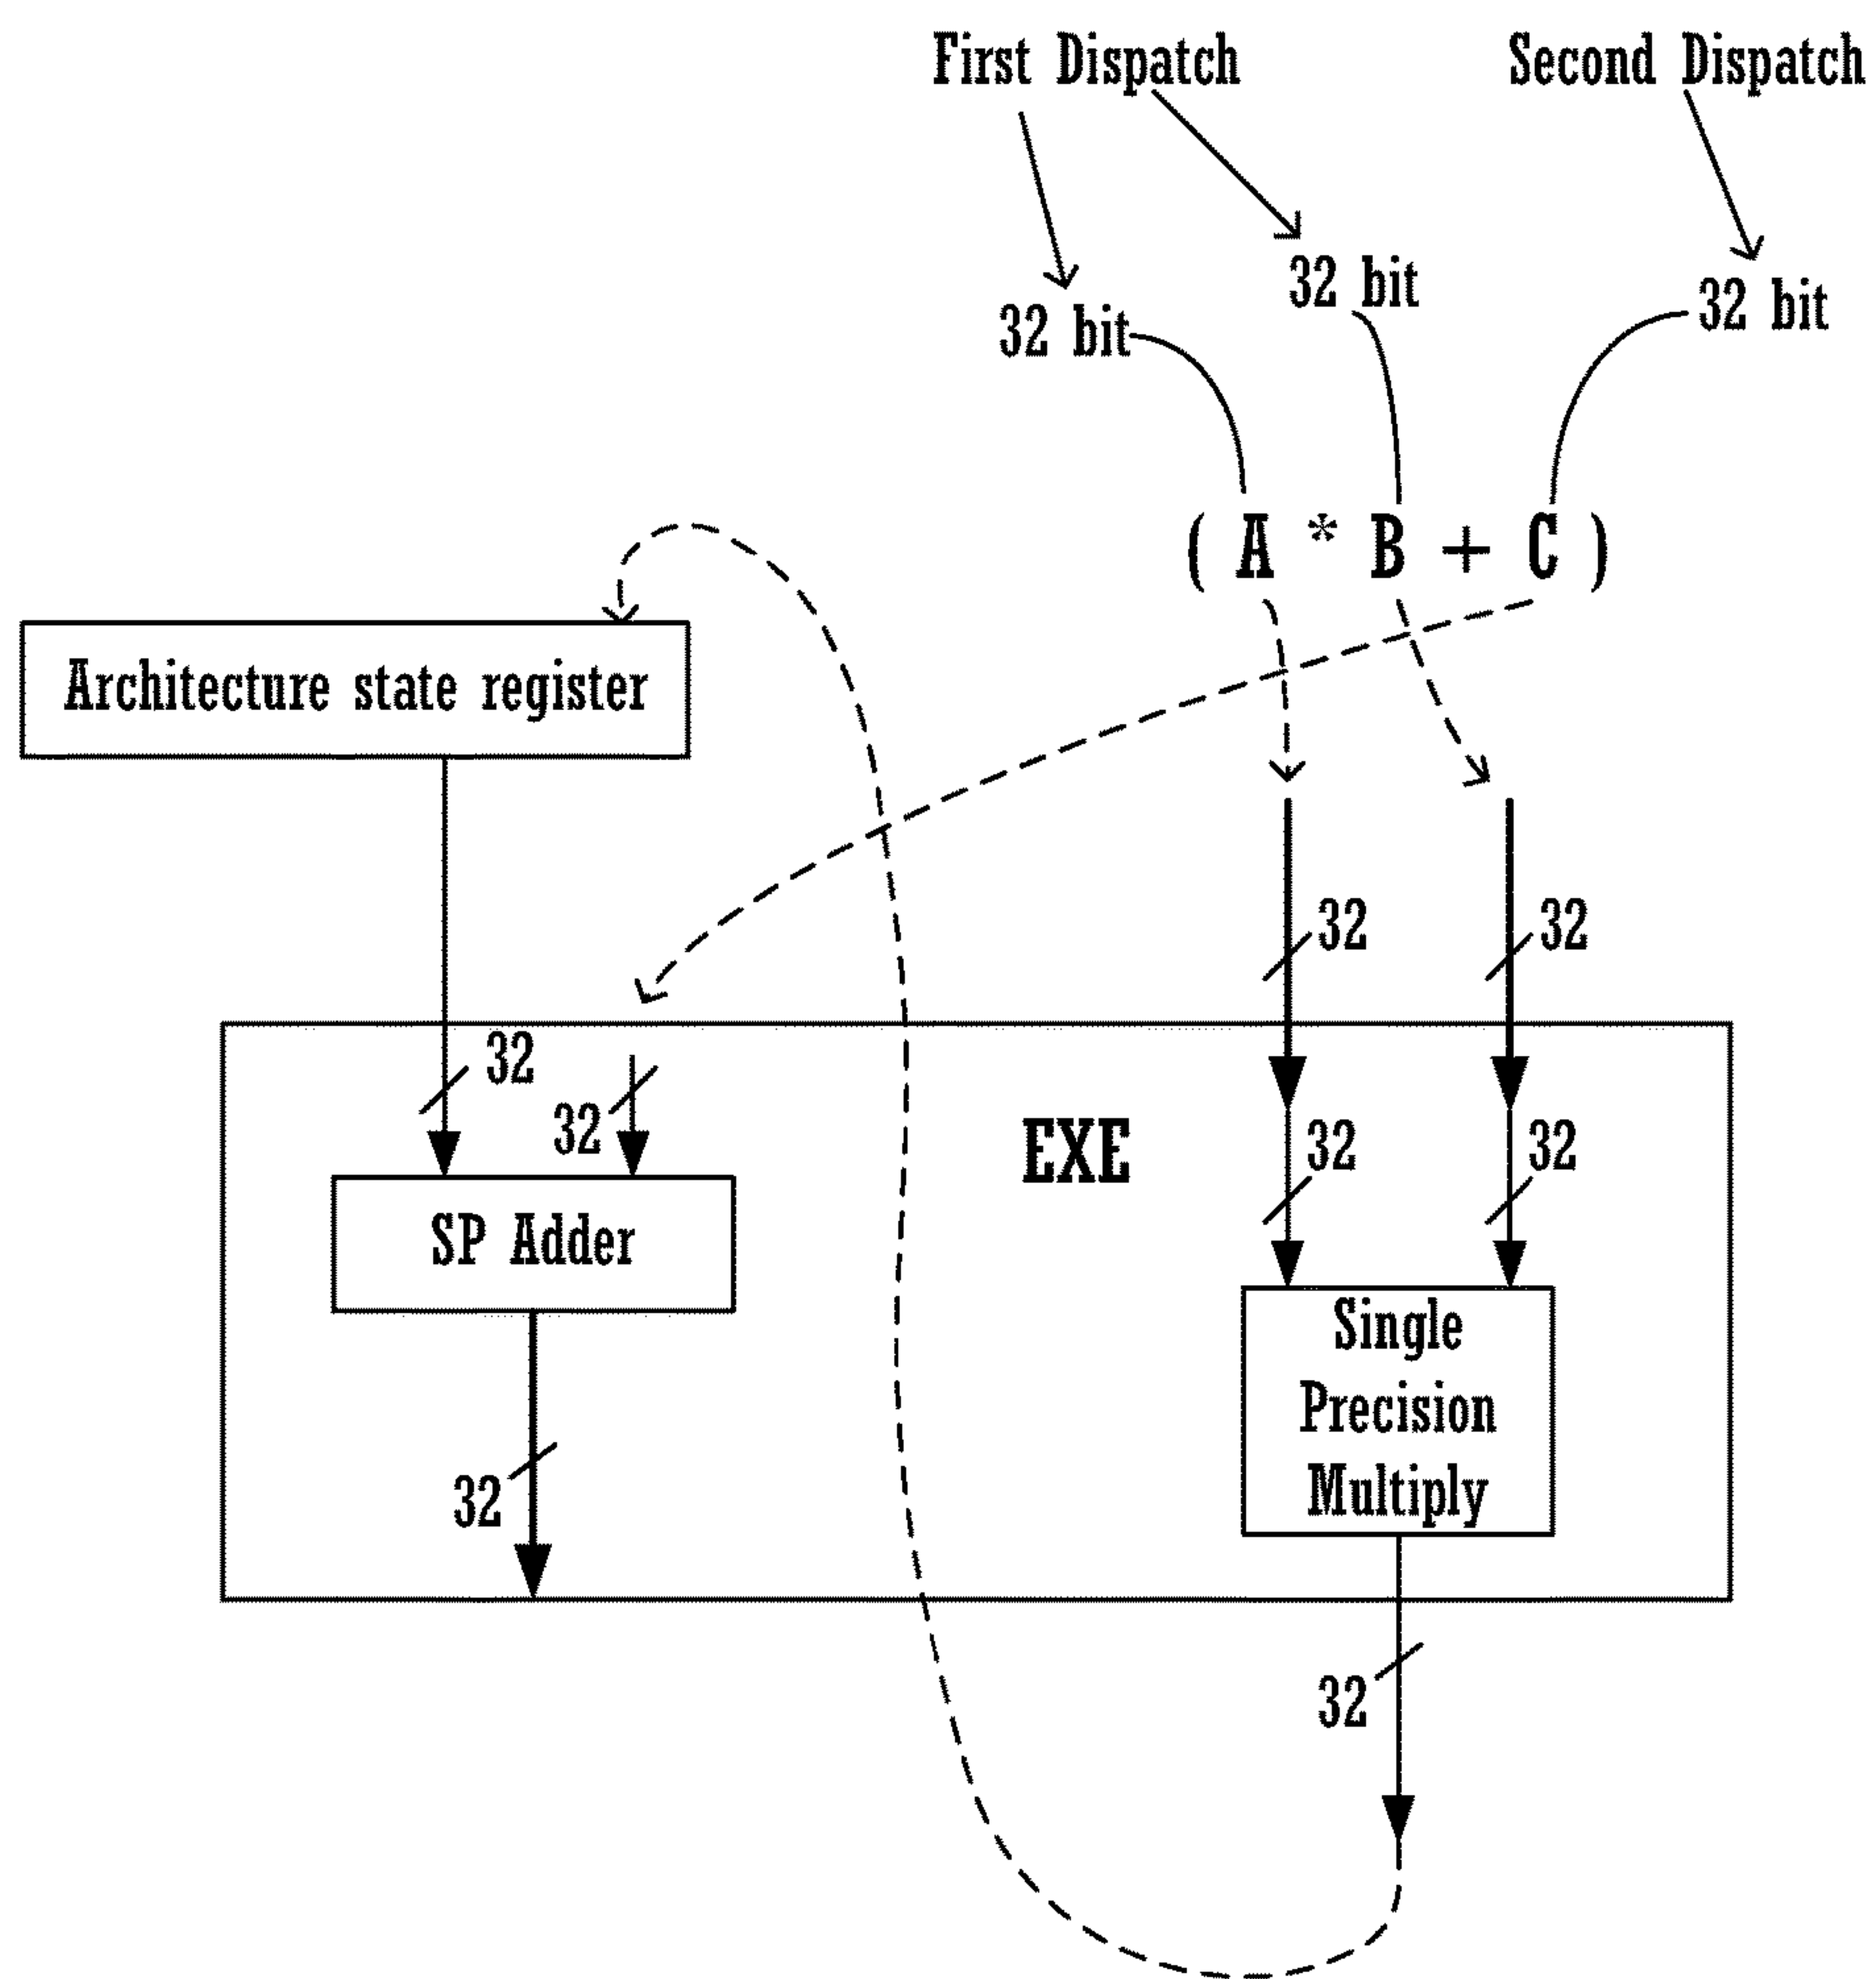 First Dispatch
Second Dispatch
32 bit
32 bit
32 bit
( A * B + C )
Architecture state register
32
32
32
32
EXE
32
32
SP Adder
Single
Precision
Multiply
32
32